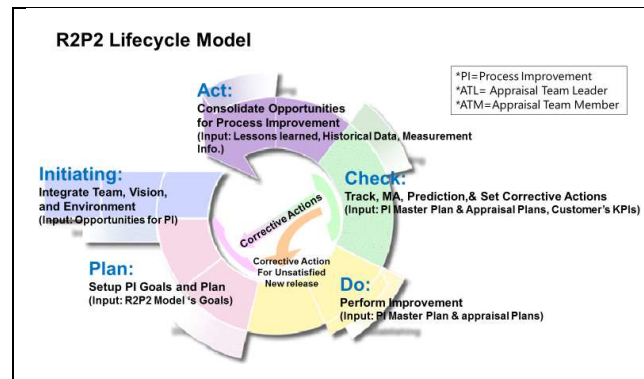 R2P2 Lifecycle Model
*PI=Process Improvement
*ATL= Appraisal Team Leader
*ATM=Appraisal Team Member
Act:
Consolidate Opportunities
for Process Improvement
(Input: Lessons learned, Historical Data, Measurement
Info.)
Initiating:
Integrate Team, Vision,
and Environment
(Input: Opportunities for PI)
Check:
Track, MA, Prediction,& Set Corrective Actions
(Input: PI Master Plan & Appraisal Plans, Customer's KPIs)
Corrective Actions
Corrective Action
For Unsatisfied
New release
Plan:
Setup PI Goals and Plan
(Input: R2P2 Model 's Goals)
Do:
Perform Improvement
(Input: PI Master Plan & appraisal Plans)